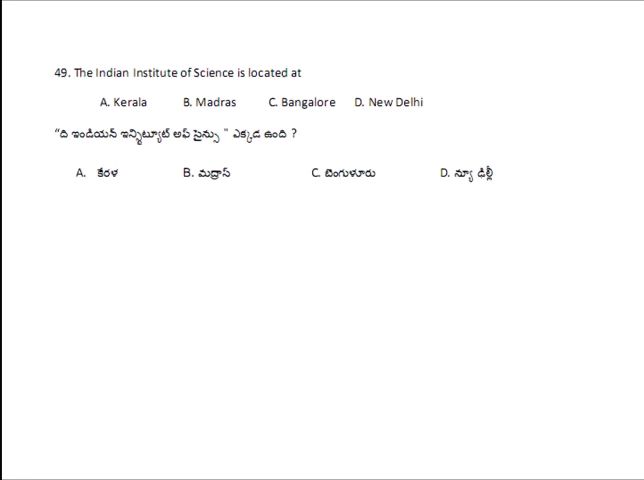 49. The Indian Institute of Science is located at
A. Kerala B. Madras C. Bangalore D. New Delhi
“ది ఇండియన్ ఇన్స్టిట్యూట్ అఫ్ సైన్సు " ఎక్కడ ఉంది ?
A. కేరళ B. మద్రాస్ C. బెంగుళూరు D. న్యూ ఢిల్లీ